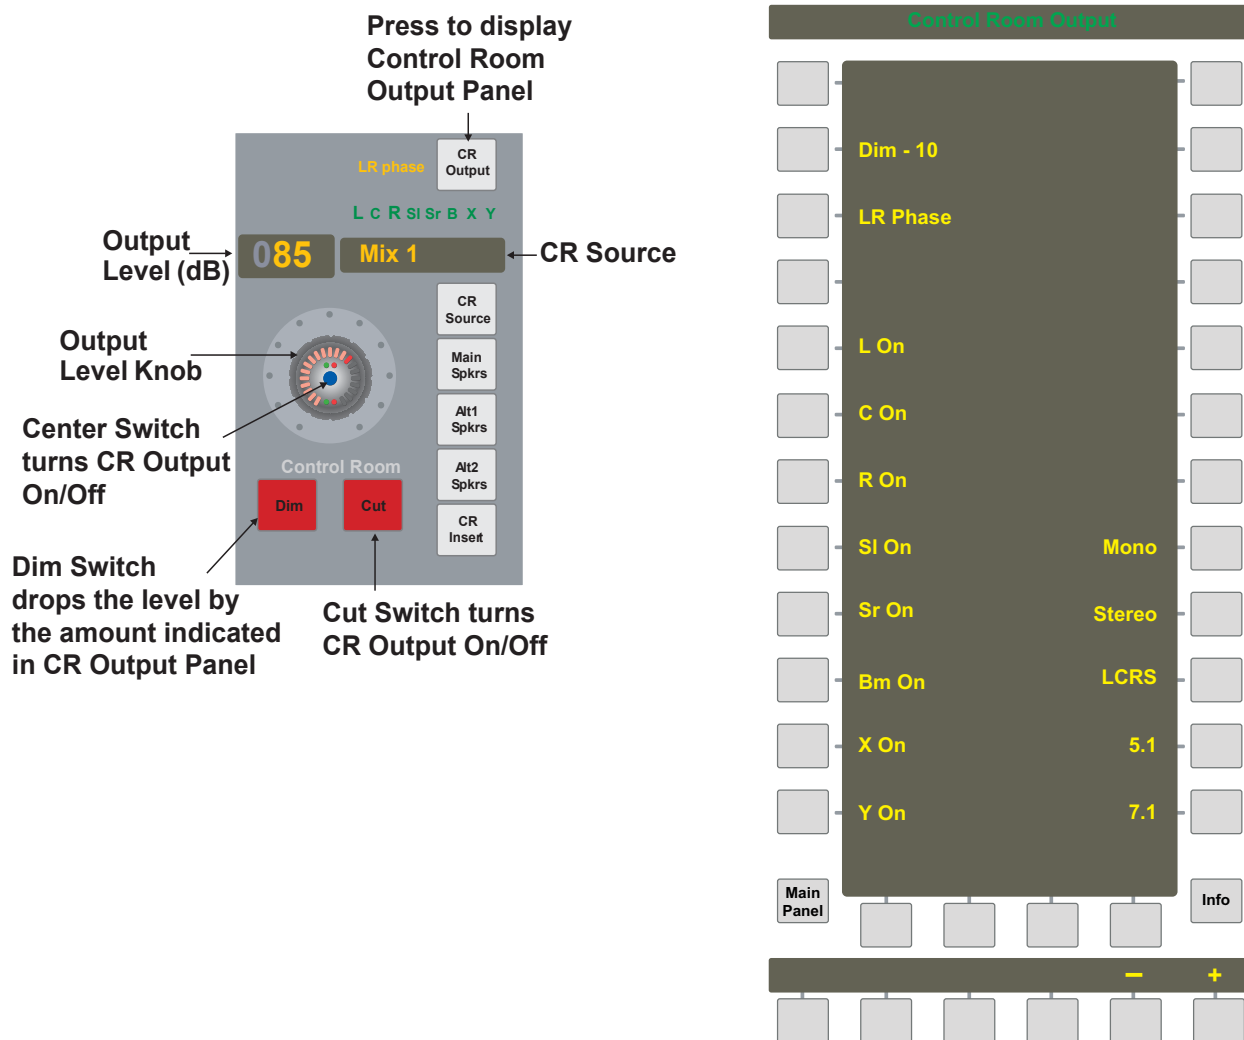 Press to display
Control Room
Output Panel
CR
Output
LR phase
L C R Sl Sr B X Y
Output
Level (dB)
085
Mix 1
CR Source
CR
Source
Output
Level Knob
Main
Spkrs
Alt1
Spkrs
Center Switch
turns CR Output
On/Off
Control Room
Alt2
Spkrs
Dim
Cut
CR
Insert
Dim Switch
drops the level by
the amount indicated
in CR Output Panel
Cut Switch turns
CR Output On/Off
Control Room Output
Dim - 10
LR Phase
L On
C On
R On
Sl On
Mono
Sr On
Stereo
Bm On
LCRS
X On
5.1
Y On
7.1
Main
Panel
Info
− +